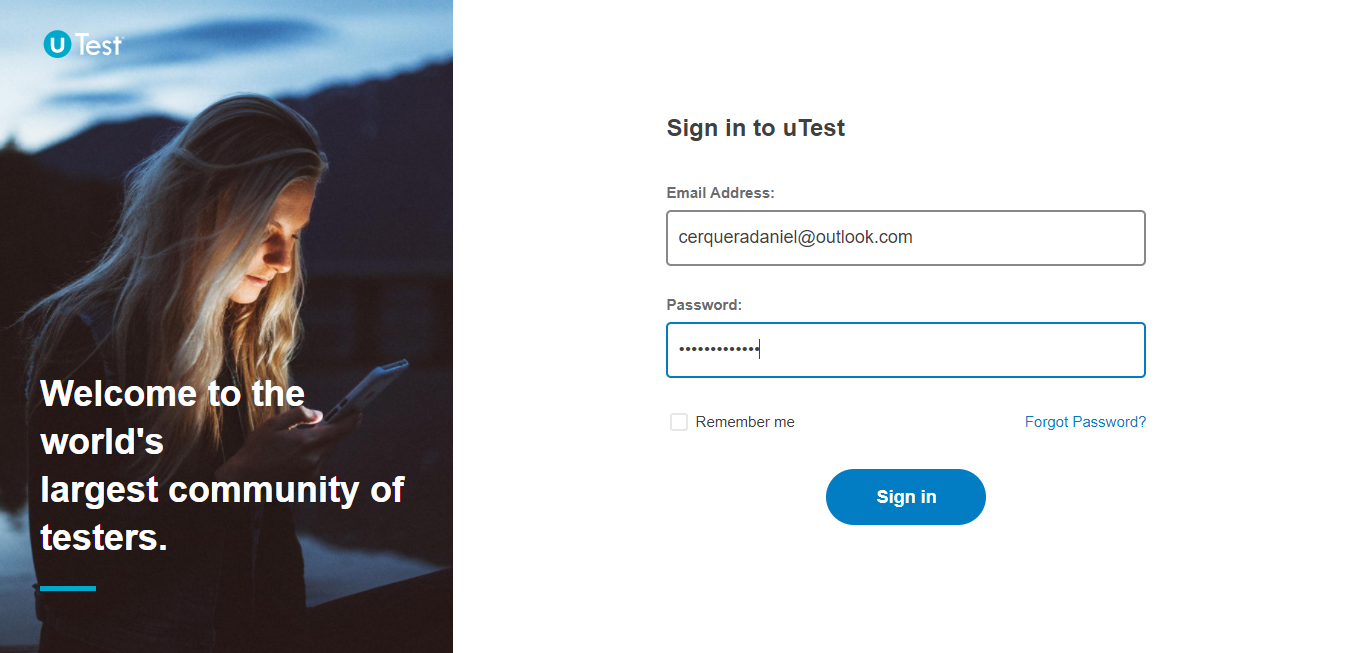 uTest
Welcome to the
world's
largest community of
testers.
Sign in to uTest
Email Address:
cerqueradaniel@outlook.com
Password:
•••••••••••••
Remember me
Forgot Password?
Sign in